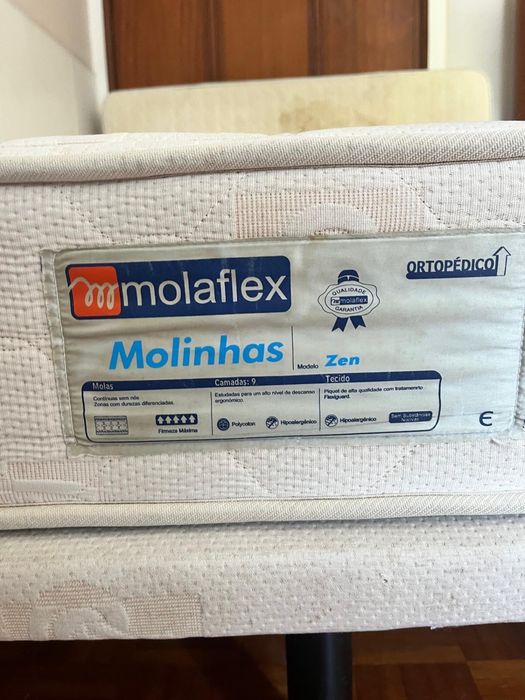 molaflex
QUALIDADE
molaflex
GARANTIA
ORTOPÉDICO
Molinhas
Modelo Zen
Molas
Contínuas sem nós
Zonas com durezas diferenciadas.
Firmeza Máxima
Camadas: 9
Estudadas para um alto nível de descanso
ergonómico.
Polycoton
Hipoalergénico
Tecido
Piquet de alta qualidade com tratamento
Flexiguard.
Hipoalergénico
Sem Substâncias
Nocivas
€